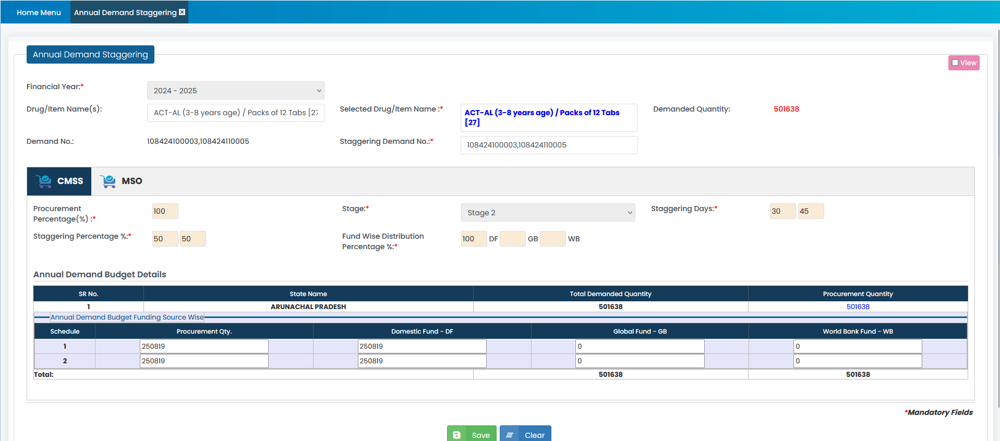 Home Menu Annual Demand Staggering
Annual Demand Staggering
View
Financial Year:* 2024 - 2025
Drug/Item Name(s): ACT-AL (3-8 years age) / Packs of 12 Tabs [27 Selected Drug/Item Name :* ACT-AL (3-8 years age) / Packs of 12 Tabs [27] Demanded Quantity: 501638
Demand No.: 108424100003,108424110005 Staggering Demand No.:* 108424100003,108424110005
CMSS MSO
Procurement Percentage(%) :* 100 Stage:* Stage 2 Staggering Days:* 30 45
Staggering Percentage %:* 50 50 Fund Wise Distribution Percentage %:* 100 DF GB WB
Annual Demand Budget Details
SR No. State Name Total Demanded Quantity Procurement Quantity
1 ARUNACHAL PRADESH 501638 501638
Annual Demand Budget Funding Source Wise
Schedule Procurement Qty. Domestic Fund - DF Global Fund - GB World Bank Fund - WB
1 250819 250819 0 0
2 250819 250819 0 0
Total: 501638 501638
*Mandatory Fields
Save Clear